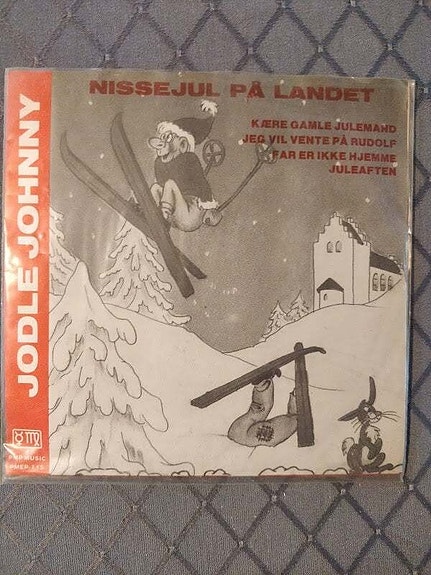 NISSEJUL PÅ LANDET
KÆRE GAMLE JULEMAND
JEG VIL VENTE PÅ RUDOLF
FAR ER IKKE HJEMME
JULEAFTEN
JODLE JOHNNY